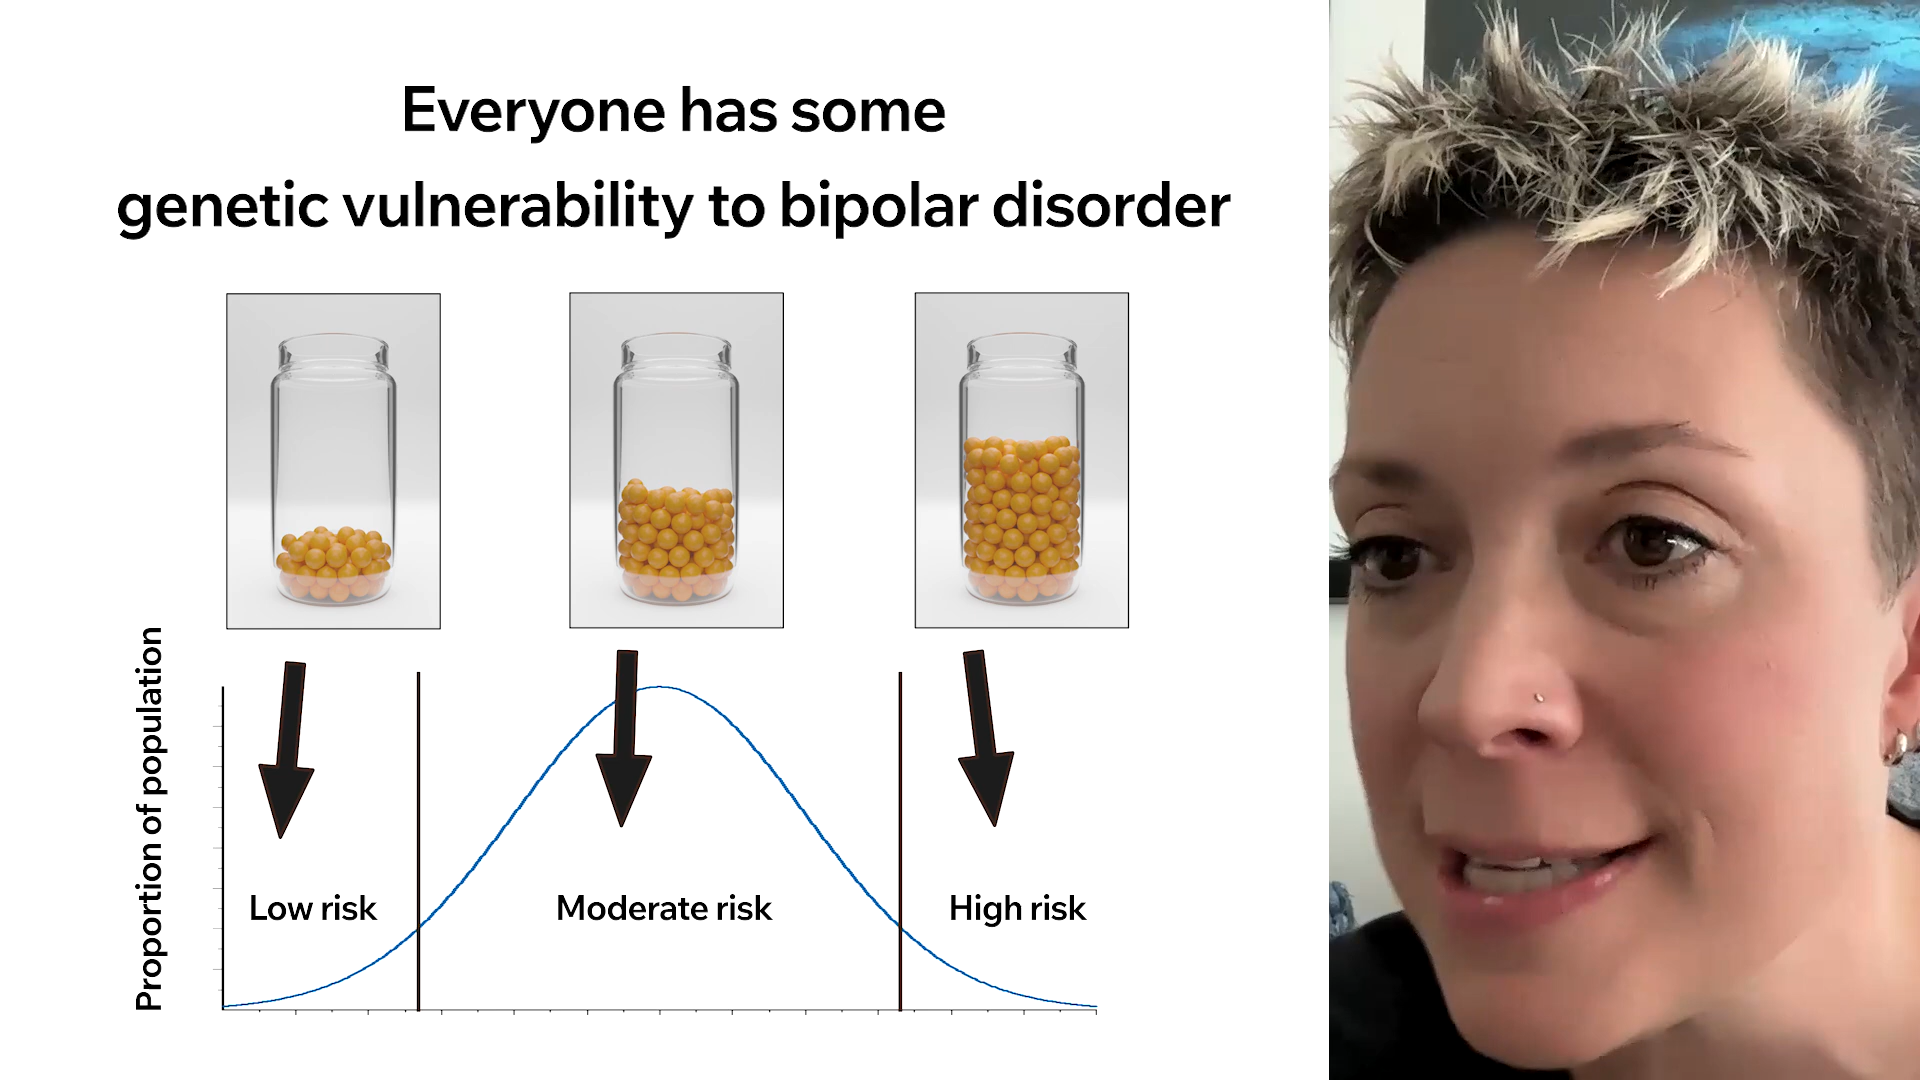 Everyone has some
genetic vulnerability to bipolar disorder
Proportion of population
Low risk
Moderate risk
High risk